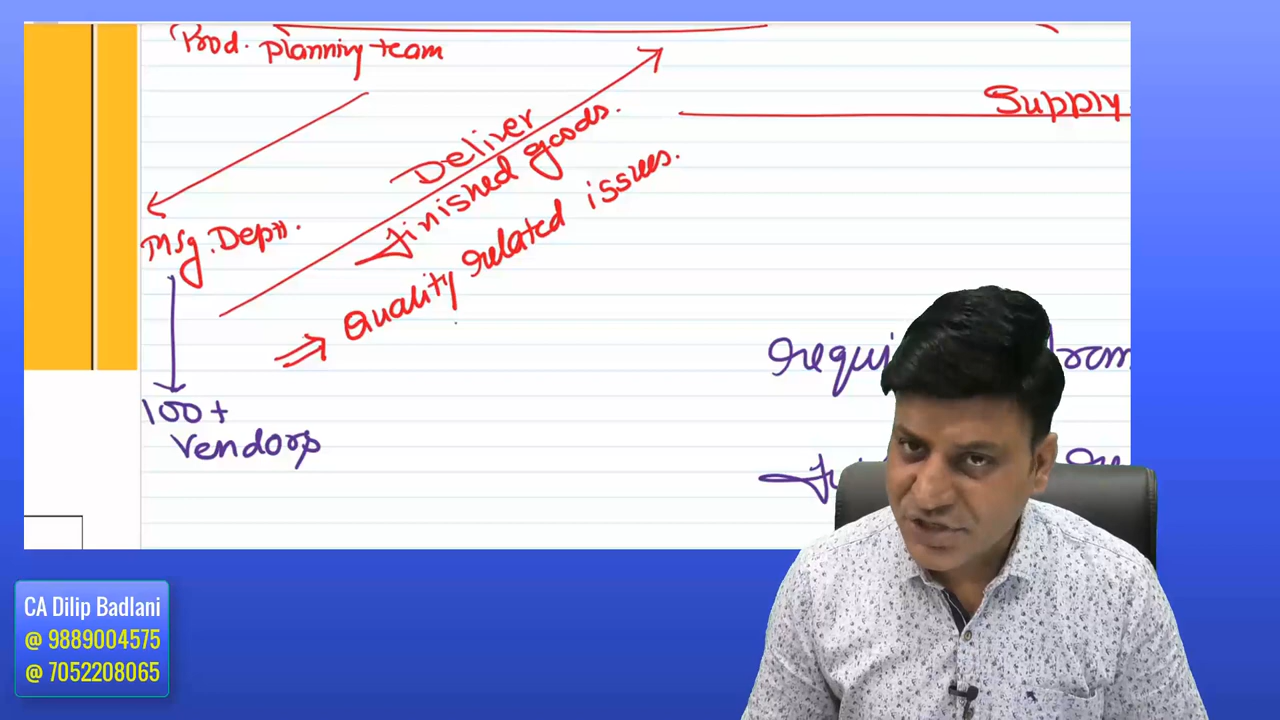 Prod. planning team
Supply
Deliver
finished goods.
Mfg. Deptt.
⇒ Quality related issues.
100+
Vendors
CA Dilip Badlani
@ 9889004575
@ 7052208065